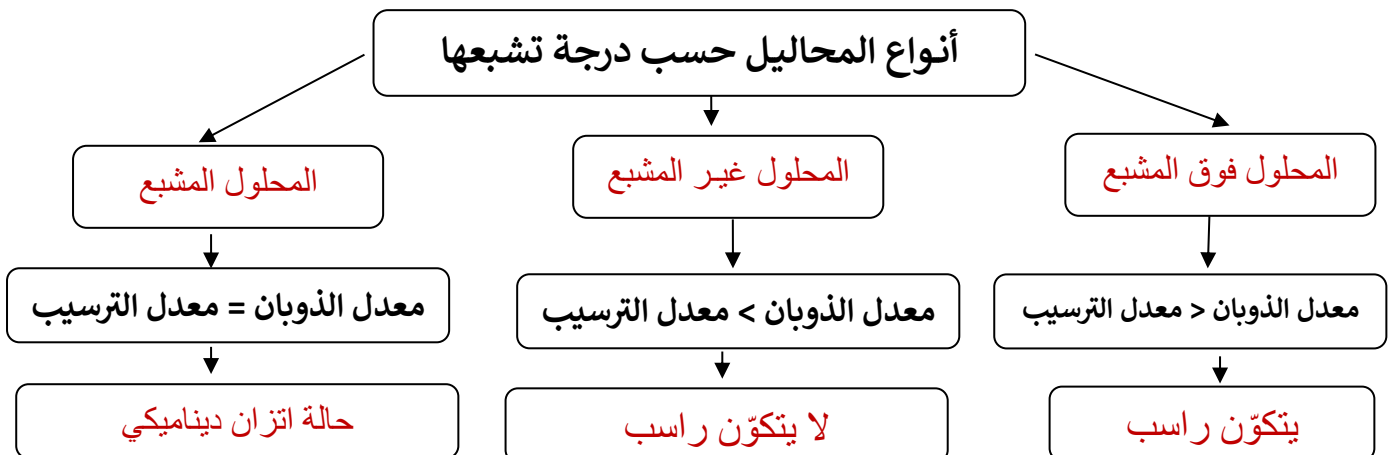 أنواع المحاليل حسب درجة تشبعها
المحلول فوق المشبع
المحلول غير المشبع
المحلول المشبع
معدل الذوبان < معدل الترسيب
معدل الذوبان > معدل الترسيب
معدل الذوبان = معدل الترسيب
يتكوّن راسب
لا يتكوّن راسب
حالة اتزان ديناميكي